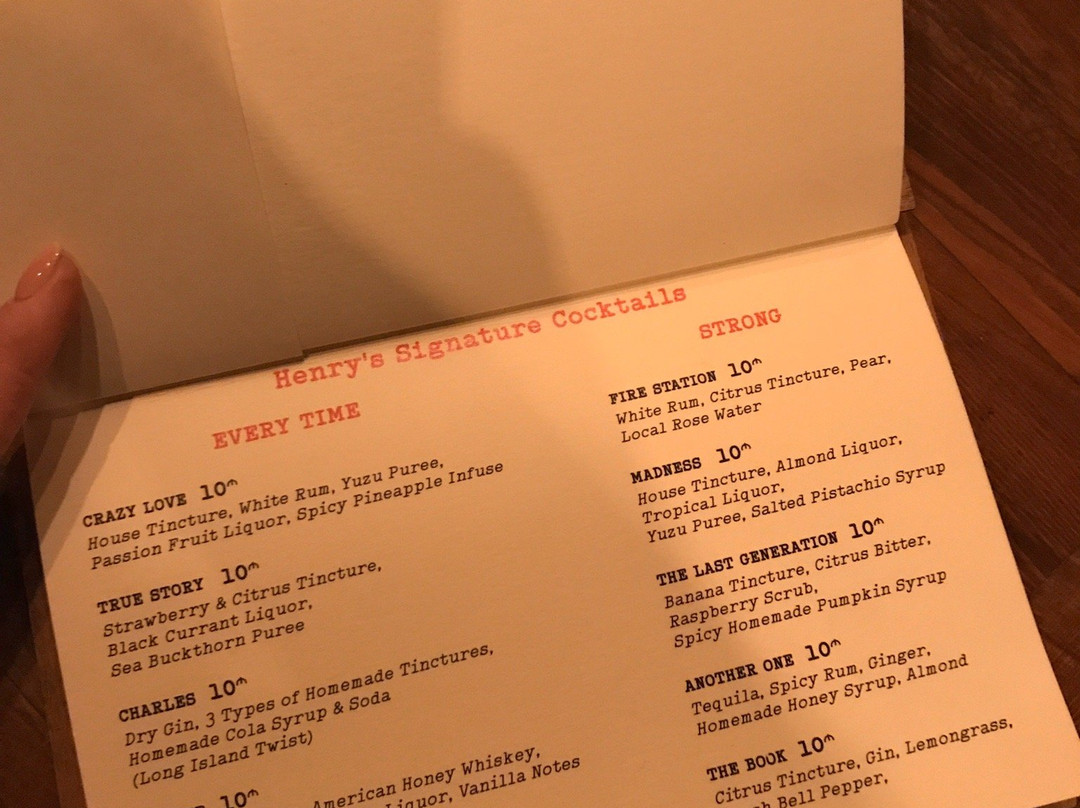 Henry's Signature Cocktails
EVERY TIME
CRAZY LOVE 10₾
House Tincture, White Rum, Yuzu Puree,
Passion Fruit Liquor, Spicy Pineapple Infuse
TRUE STORY 10₾
Strawberry & Citrus Tincture,
Black Currant Liquor,
Sea Buckthorn Puree
CHARLES 10₾
Dry Gin, 3 Types of Homemade Tinctures,
Homemade Cola Syrup & Soda
(Long Island Twist)
10₾
American Honey Whiskey,
Liquor, Vanilla Notes
STRONG
FIRE STATION 10₾
White Rum, Citrus Tincture, Pear,
Local Rose Water
MADNESS 10₾
House Tincture, Almond Liquor,
Tropical Liquor,
Yuzu Puree, Salted Pistachio Syrup
THE LAST GENERATION 10₾
Banana Tincture, Citrus Bitter,
Raspberry Scrub,
Spicy Homemade Pumpkin Syrup
ANOTHER ONE 10₾
Tequila, Spicy Rum, Ginger,
Homemade Honey Syrup, Almond
THE BOOK 10₾
Citrus Tincture, Gin, Lemongrass,
Bell Pepper,